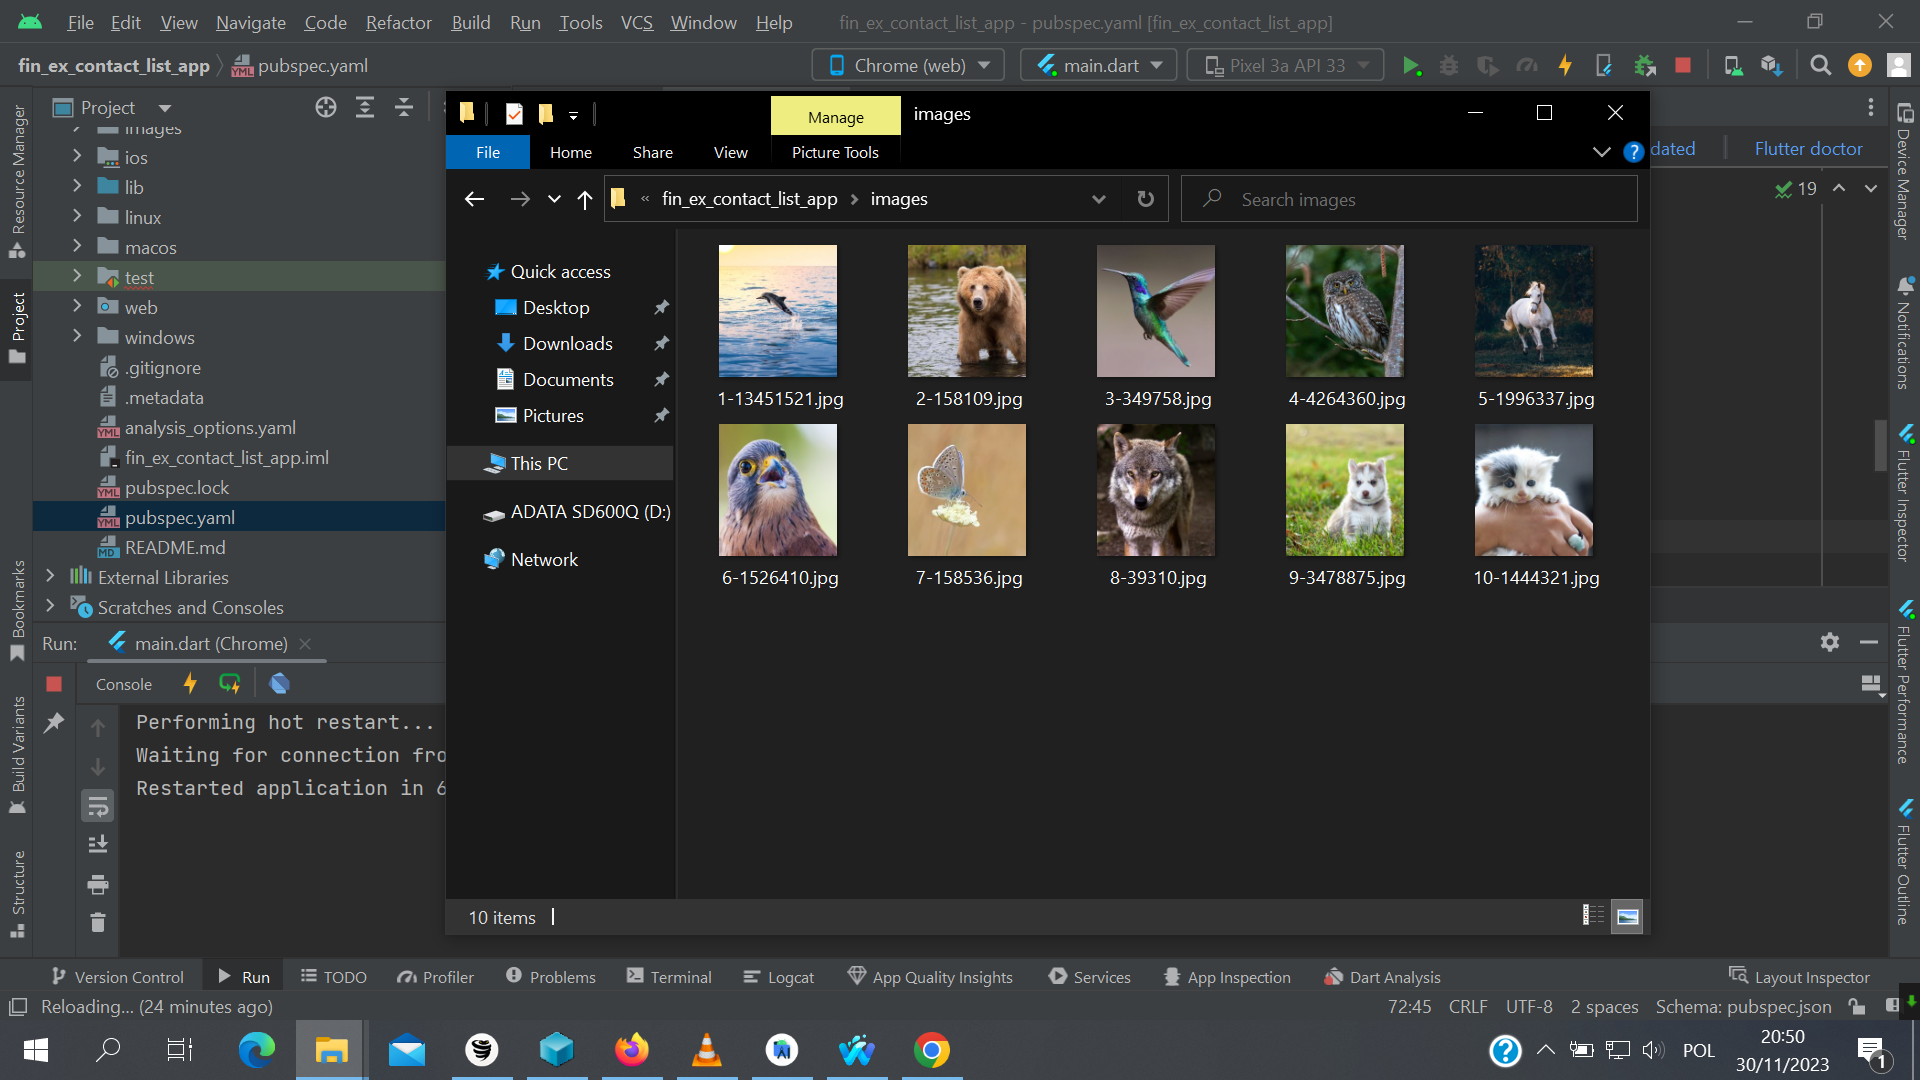 File Edit View Navigate Code Refactor Build Run Tools VCS Window Help fin_ex_contact_list_app - pubspec.yaml [fin_ex_contact_list_app]
fin_ex_contact_list_app pubspec.yaml Chrome (web) main.dart Pixel 3a API 33
Project
images
ios
lib
linux
macos
test
web
windows
.gitignore
.metadata
analysis_options.yaml
fin_ex_contact_list_app.iml
pubspec.lock
pubspec.yaml
README.md
External Libraries
Scratches and Consoles
Resource Manager
Project
Bookmarks
Build Variants
Structure
Manage images
File Home Share View Picture Tools
« fin_ex_contact_list_app images Search images
Quick access
Desktop
Downloads
Documents
Pictures
This PC
ADATA SD600Q (D:)
Network
1-13451521.jpg 2-158109.jpg 3-349758.jpg 4-4264360.jpg 5-1996337.jpg
6-1526410.jpg 7-158536.jpg 8-39310.jpg 9-3478875.jpg 10-1444321.jpg
10 items
dated Flutter doctor
19
Device Manager
Notifications
Flutter Inspector
Flutter Performance
Flutter Outline
Run: main.dart (Chrome)
Console
Performing hot restart...
Waiting for connection fro
Restarted application in 6
Version Control Run TODO Profiler Problems Terminal Logcat App Quality Insights Services App Inspection Dart Analysis Layout Inspector
Reloading... (24 minutes ago) 72:45 CRLF UTF-8 2 spaces Schema: pubspec.json
POL
20:50
30/11/2023
1